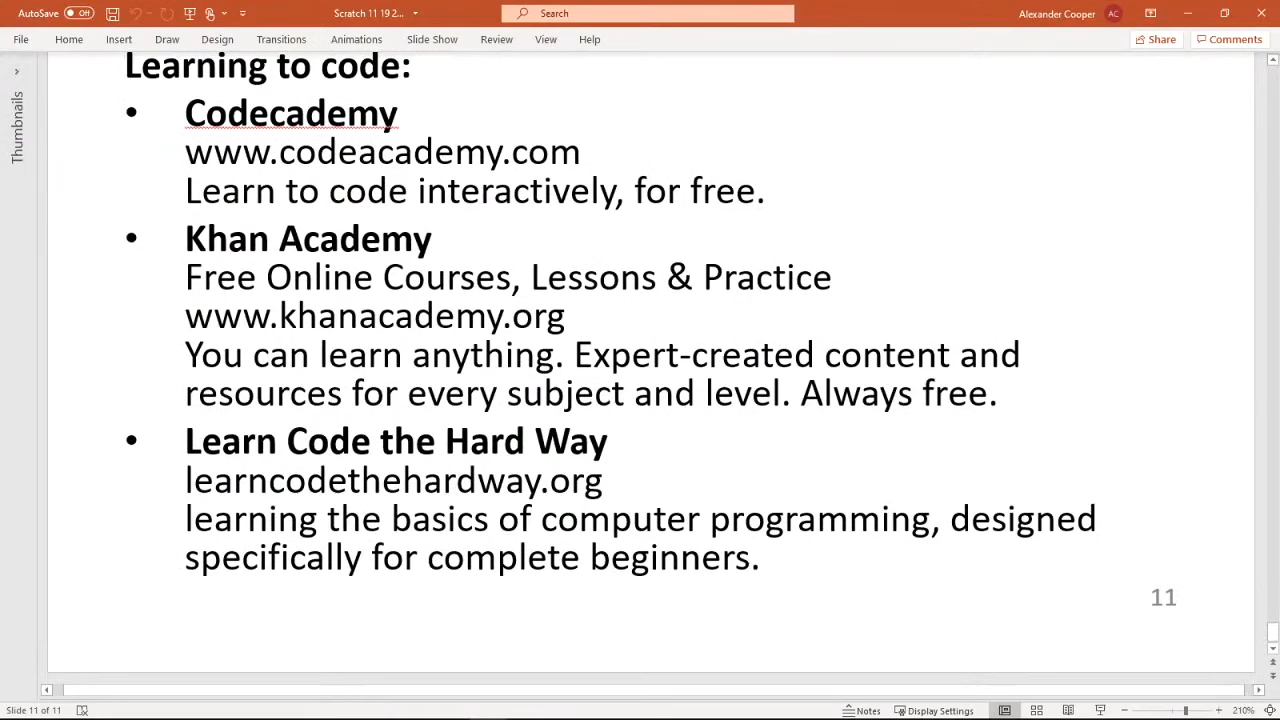 AutoSave Off Scratch 11 19 2... Search Alexander Cooper AC
File Home Insert Draw Design Transitions Animations Slide Show Review View Help Share Comments
Thumbnails
Learning to code:
• Codecademy
www.codeacademy.com
Learn to code interactively, for free.
• Khan Academy
Free Online Courses, Lessons & Practice
www.khanacademy.org
You can learn anything. Expert-created content and
resources for every subject and level. Always free.
• Learn Code the Hard Way
learncodethehardway.org
learning the basics of computer programming, designed
specifically for complete beginners.
11
Slide 11 of 11 Notes Display Settings 210%